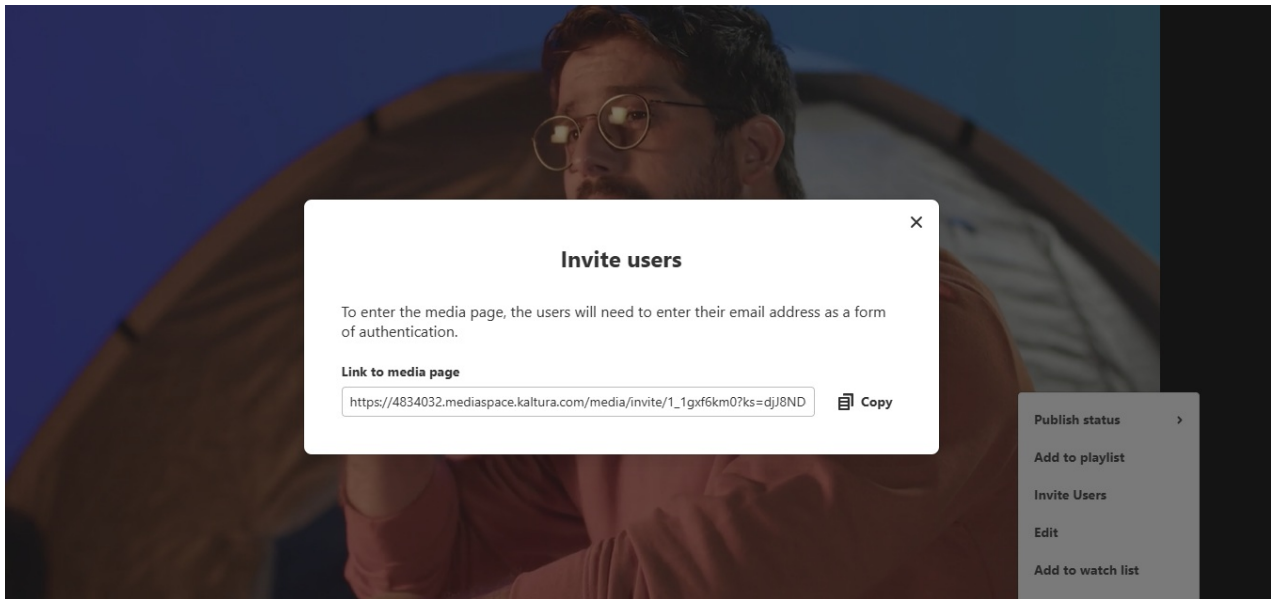 Invite users
To enter the media page, the users will need to enter their email address as a form
of authentication.
Link to media page
https://4834032.mediaspace.kaltura.com/media/invite/1_1gxf6km0?ks=djJ8ND
Copy
Publish status
Add to playlist
Invite Users
Edit
Add to watch list